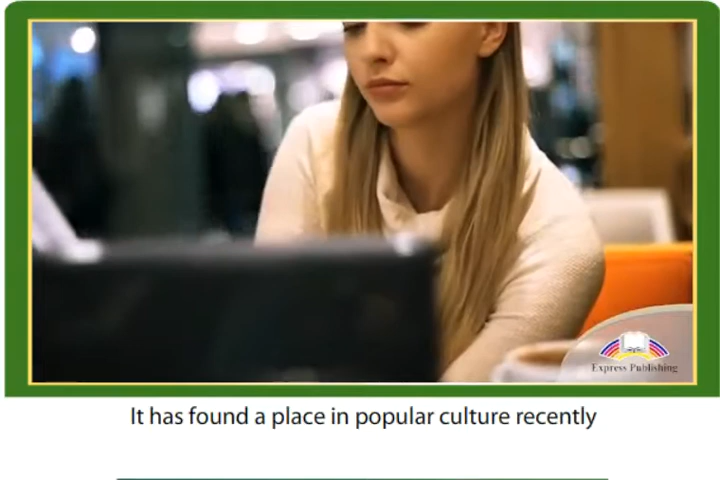 Express Publishing
It has found a place in popular culture recently